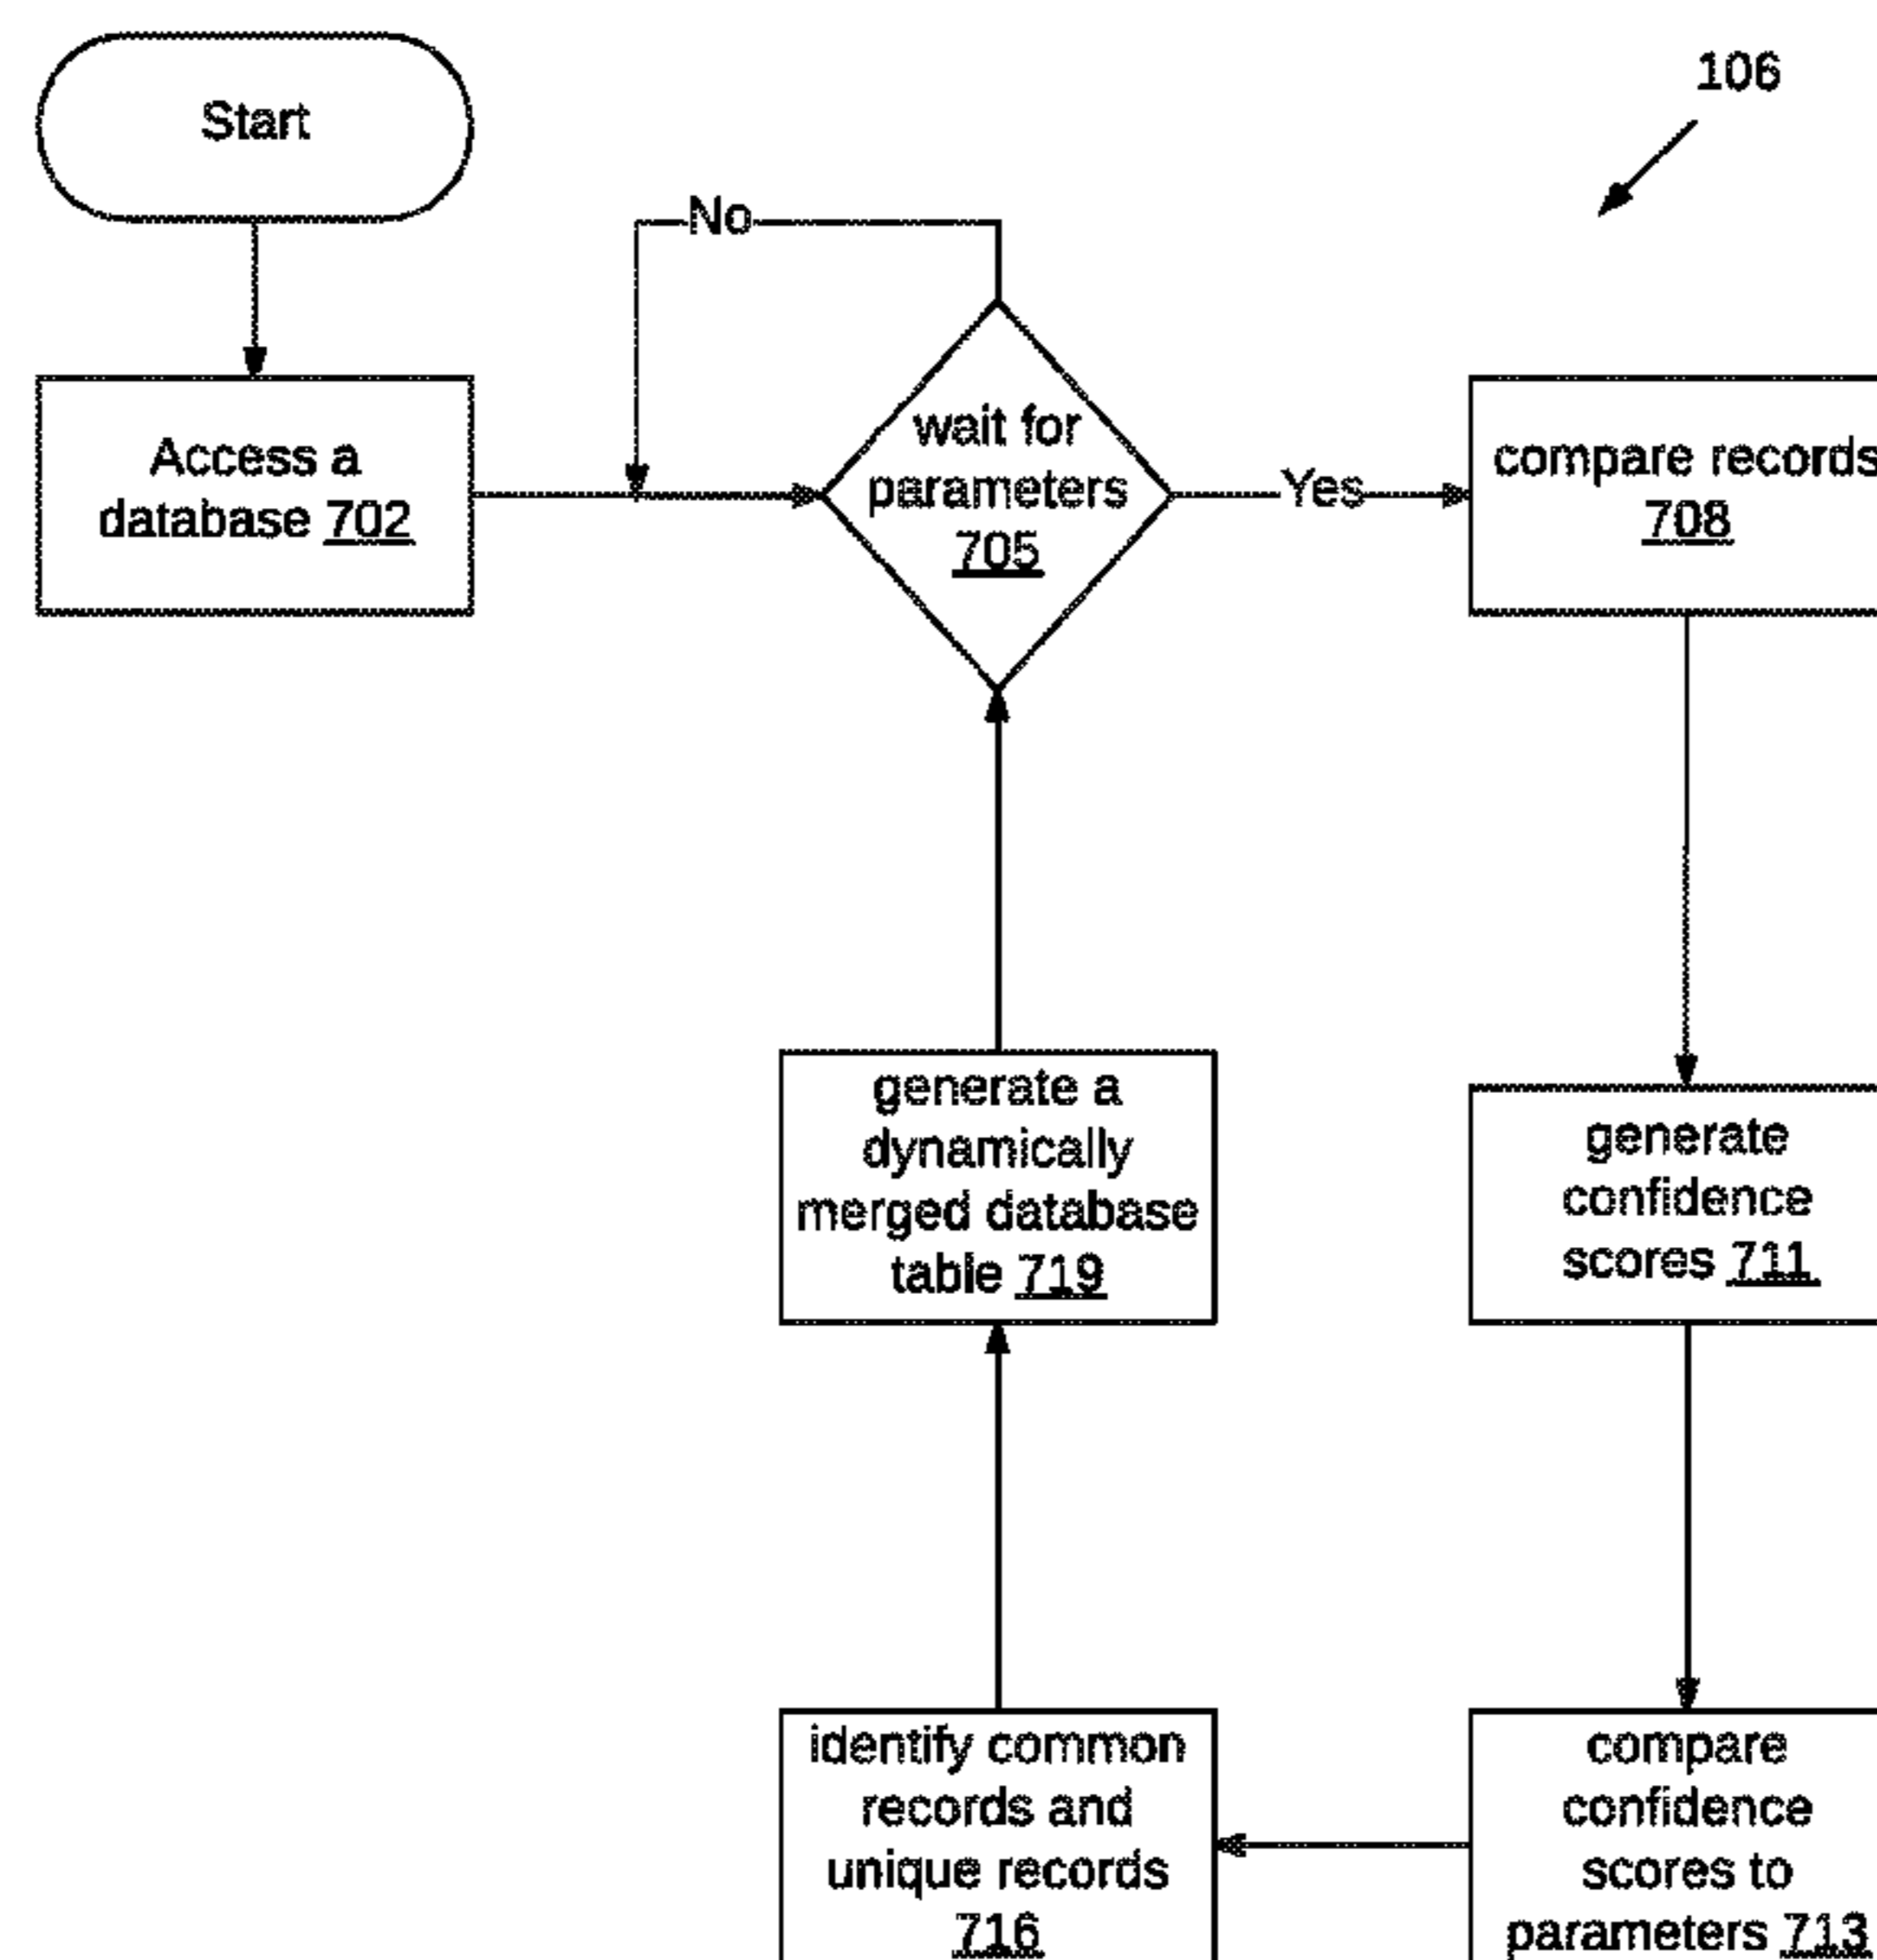 Start
106
No
Access a
database 702
wait for
parameters
705
Yes
compare records
708
generate a
dynamically
merged database
table 719
generate
confidence
scores 711
identify common
records and
unique records
716
compare
confidence
scores to
parameters 713